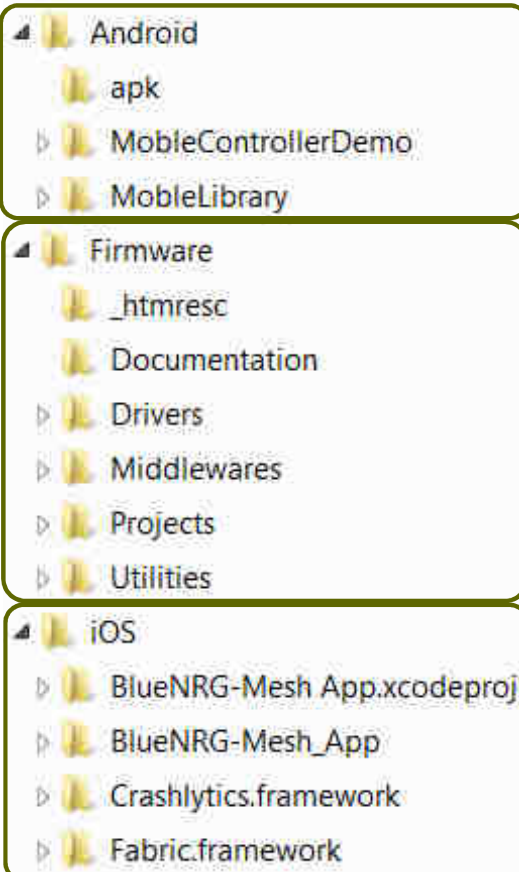 Android
apk
MobleControllerDemo
MobleLibrary
Firmware
_htmresc
Documentation
Drivers
Middlewares
Projects
Utilities
iOS
BlueNRG-Mesh App.xcodeproj
BlueNRG-Mesh_App
Crashlytics.framework
Fabric.framework